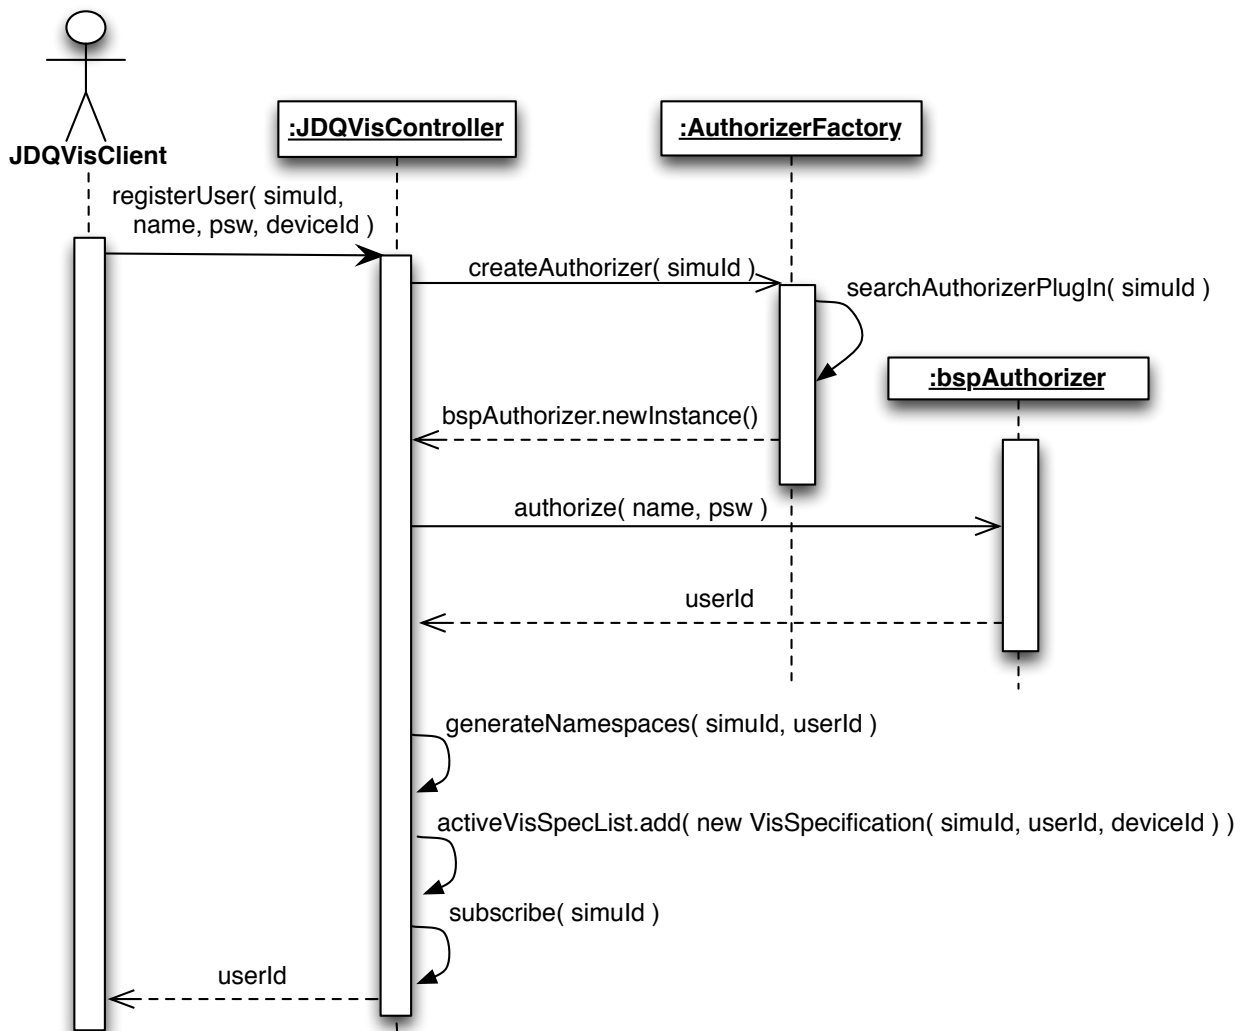 JDQVisClient
:JDQVisController
:AuthorizerFactory
registerUser( simuId,
name, psw, deviceId )
createAuthorizer( simuId )
searchAuthorizerPlugIn( simuId )
:bspAuthorizer
bspAuthorizer.newInstance()
authorize( name, psw )
userId
generateNamespaces( simuId, userId )
activeVisSpecList.add( new VisSpecification( simuId, userId, deviceId ) )
subscribe( simuId )
userId